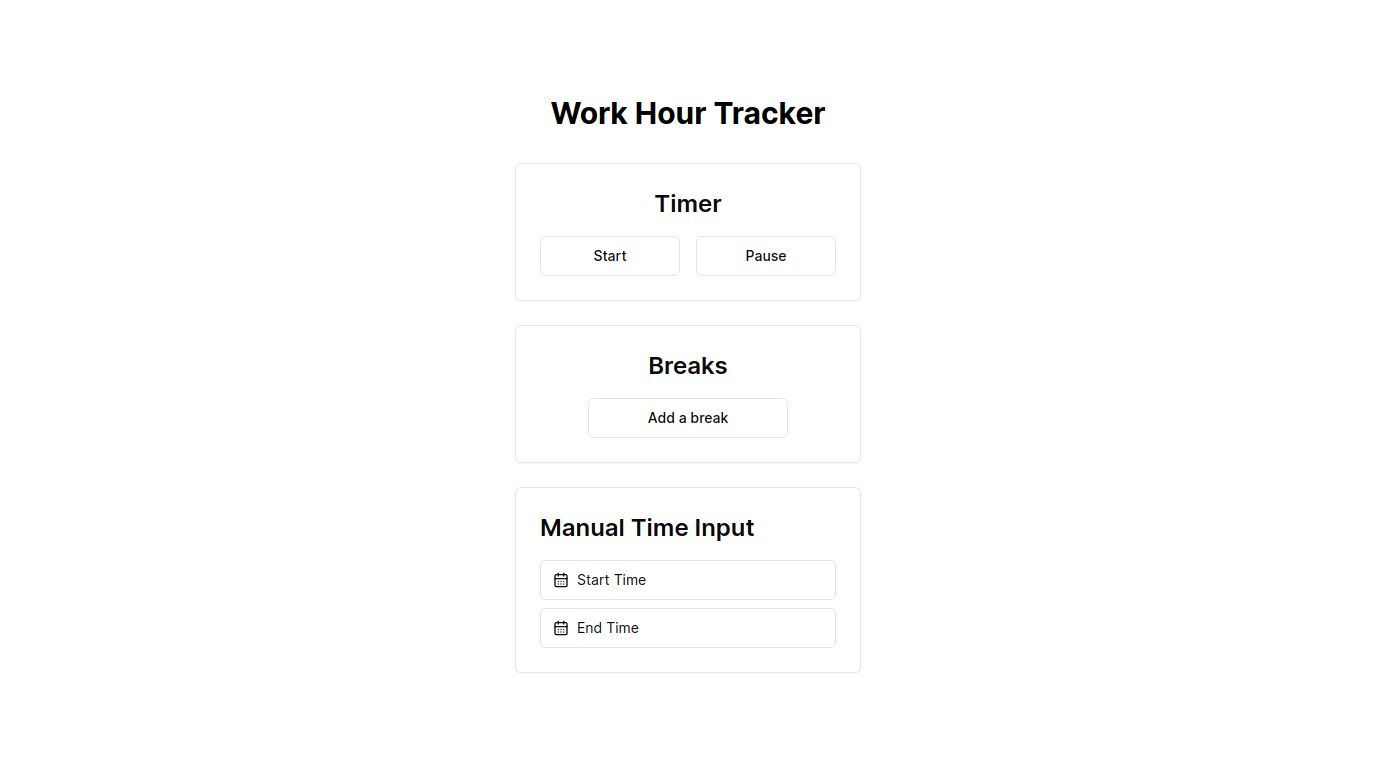 Work Hour Tracker
Timer
Start Pause
Breaks
Add a break
Manual Time Input
Start Time
End Time